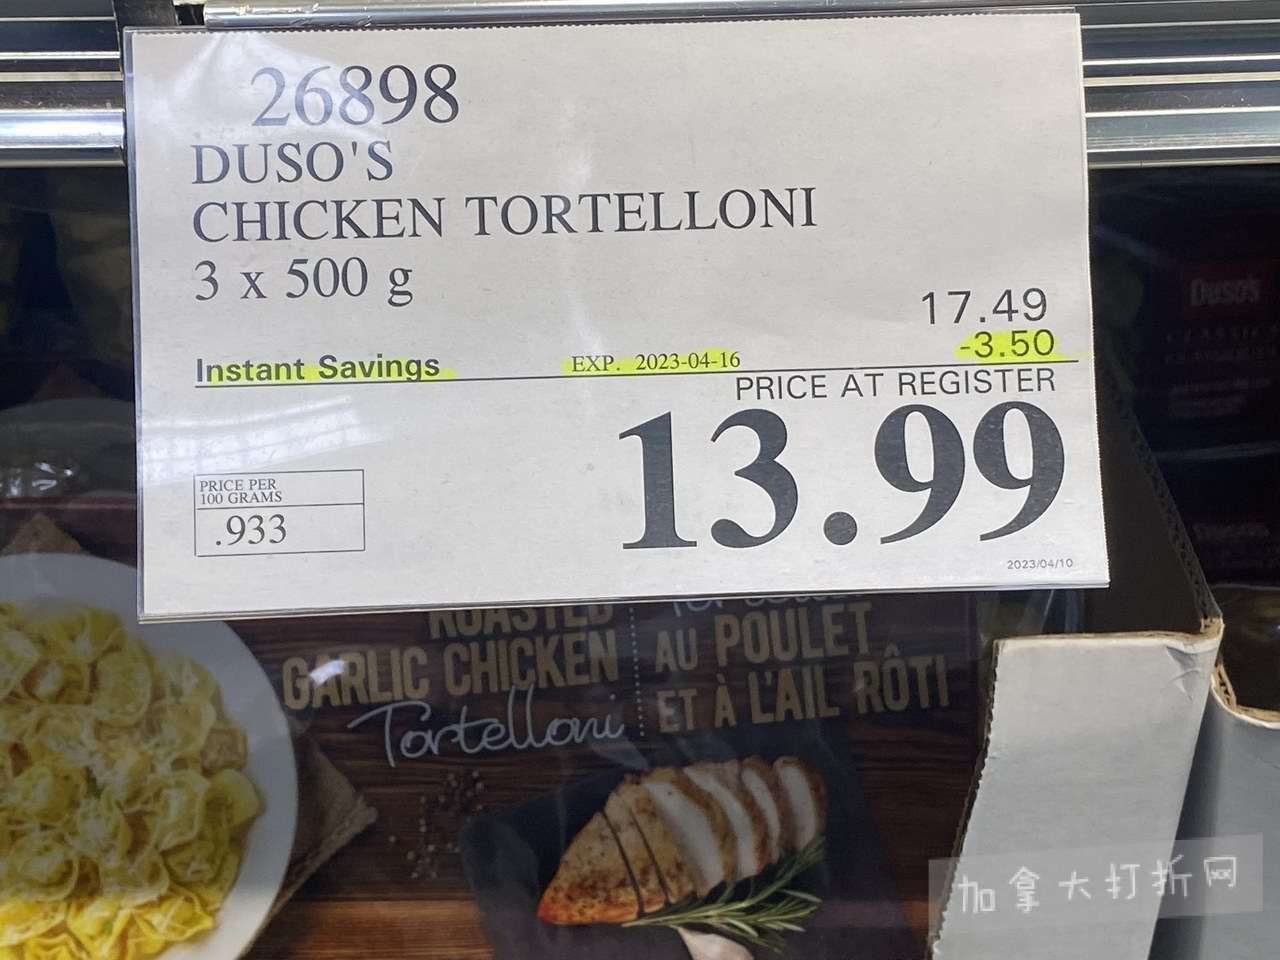 26898
DUSO'S
CHICKEN TORTELLONI
3 x 500 g
17.49
Instant Savings EXP. 2023-04-16 -3.50
PRICE AT REGISTER
13.99
PRICE PER
100 GRAMS
.933
2023/04/10
Duso's
ROASTED
GARLIC CHICKEN
Tortelloni
AU POULET
ET À L'AIL RÔTI
加拿大打折网